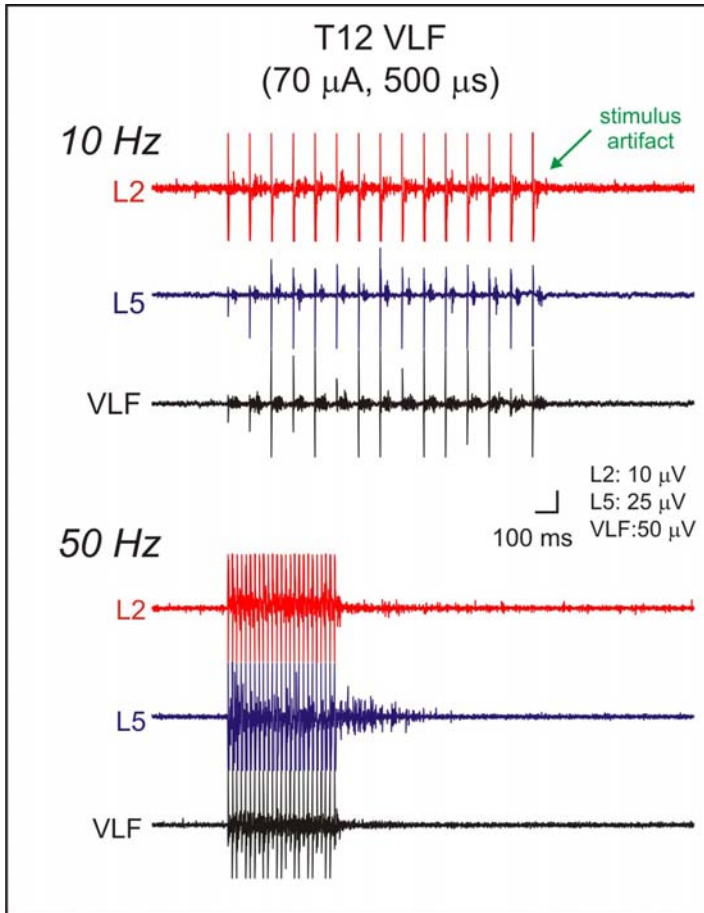 T12 VLF
(70 μA, 500 μs)
stimulus
artifact
10 Hz
L2
L5
VLF
L2: 10 μV
L5: 25 μV
VLF:50 μV
100 ms
50 Hz
L2
L5
VLF